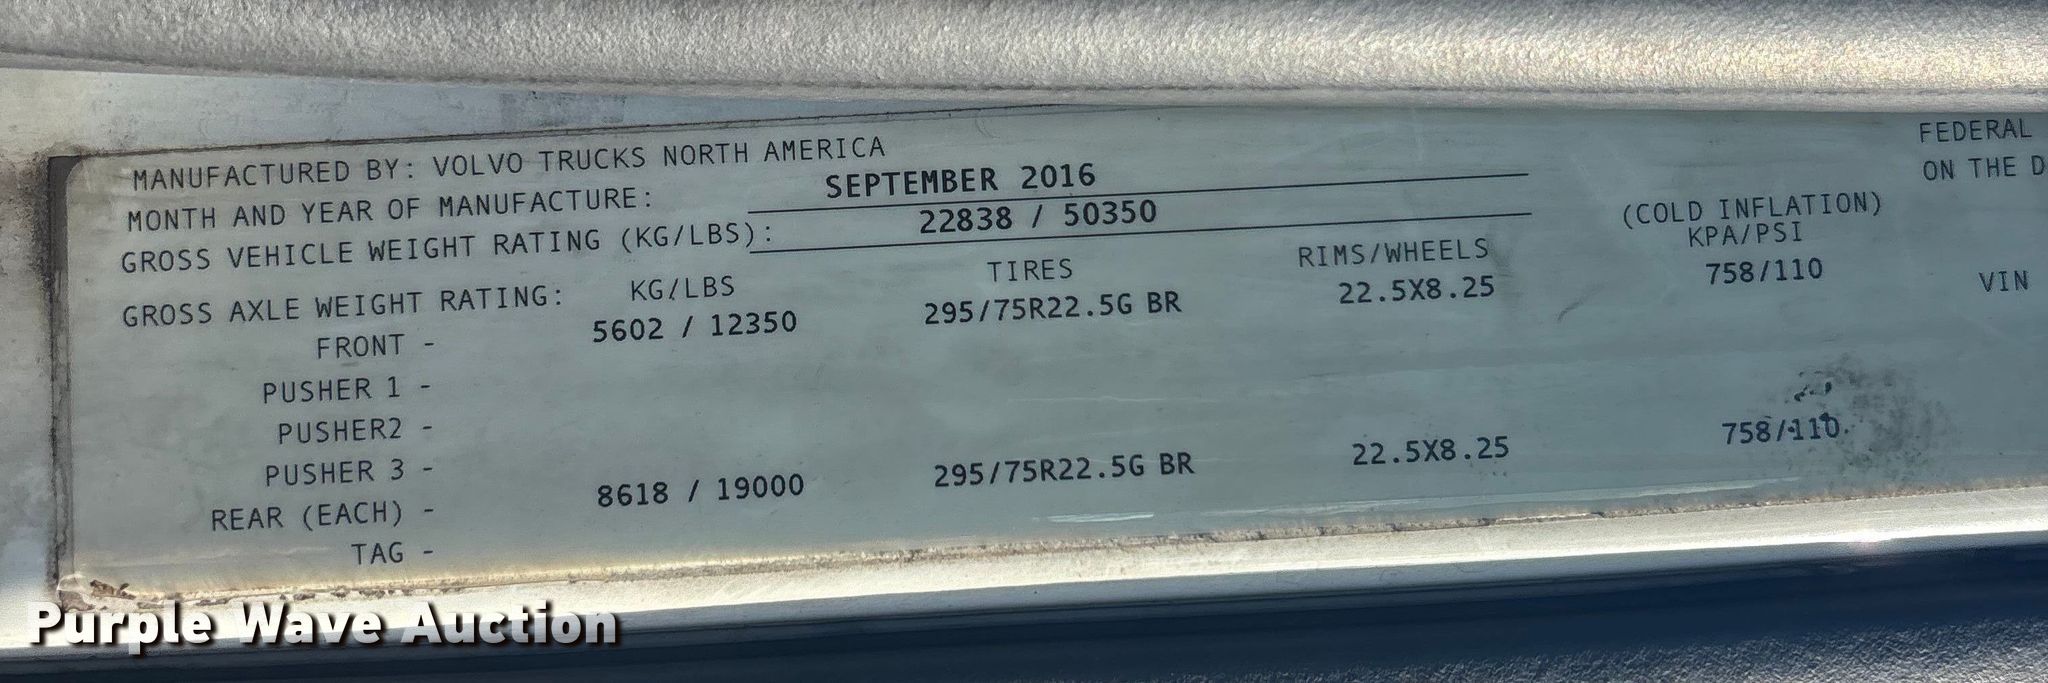 MANUFACTURED BY: VOLVO TRUCKS NORTH AMERICA
MONTH AND YEAR OF MANUFACTURE: SEPTEMBER 2016
GROSS VEHICLE WEIGHT RATING (KG/LBS): 22838 / 50350
GROSS AXLE WEIGHT RATING: KG/LBS TIRES RIMS/WHEELS (COLD INFLATION) KPA/PSI
FRONT - 5602 / 12350 295/75R22.5G BR 22.5X8.25 758/110
PUSHER 1 -
PUSHER2 -
PUSHER 3 -
REAR (EACH) - 8618 / 19000 295/75R22.5G BR 22.5X8.25 758/110
TAG -
FEDERAL
ON THE D
VIN
Purple Wave Auction